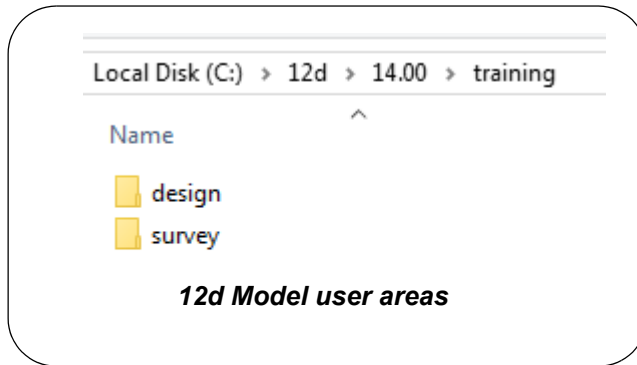 Local Disk (C:) > 12d > 14.00 > training
Name
design
survey
12d Model user areas